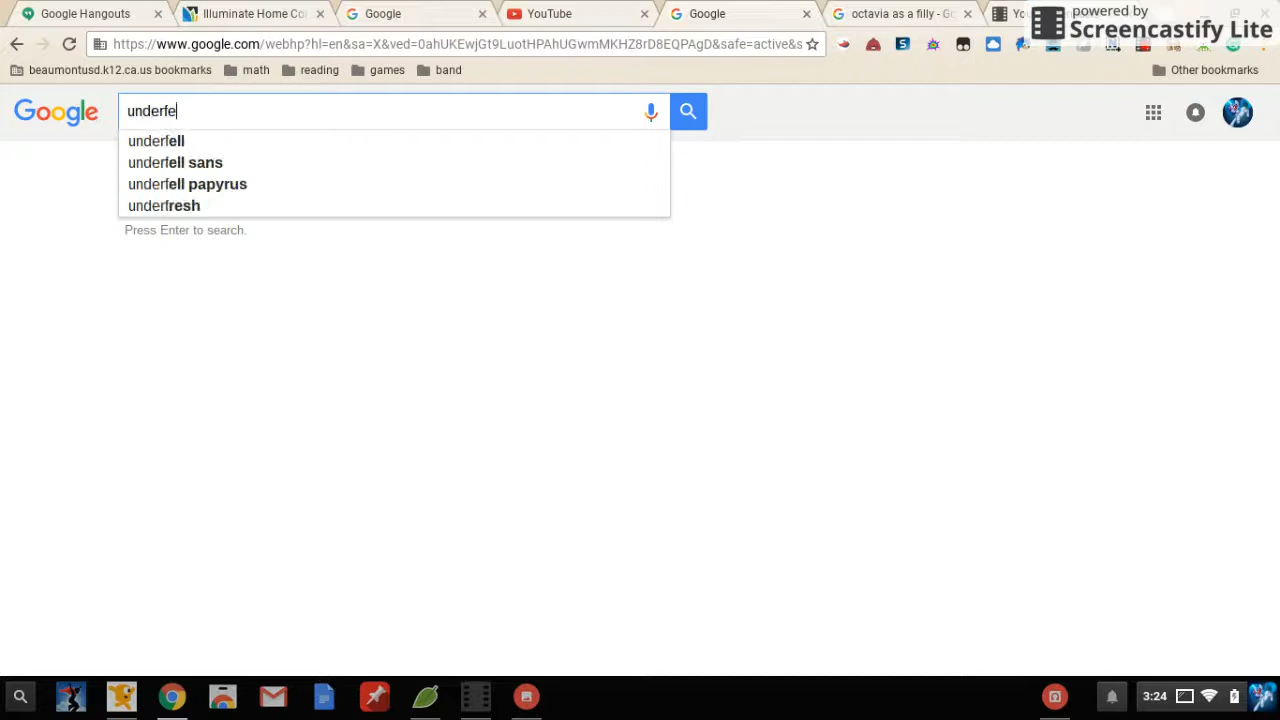 powered by
Screencastify Lite
Google Hangouts
Illuminate Home Co
Google
YouTube
Google
octavia as a filly - Go
https://www.google.com/webhp?hl=en&sa=X&ved=0ahUKEwjGt9LuotHPAhUGwmMKHZ8rD8EQPAgD&safe=active&s
beaumontusd.k12.ca.us bookmarks
math
reading
games
band
Other bookmarks
Google
underfe
underfell
underfell sans
underfell papyrus
underfresh
Press Enter to search.
3:24